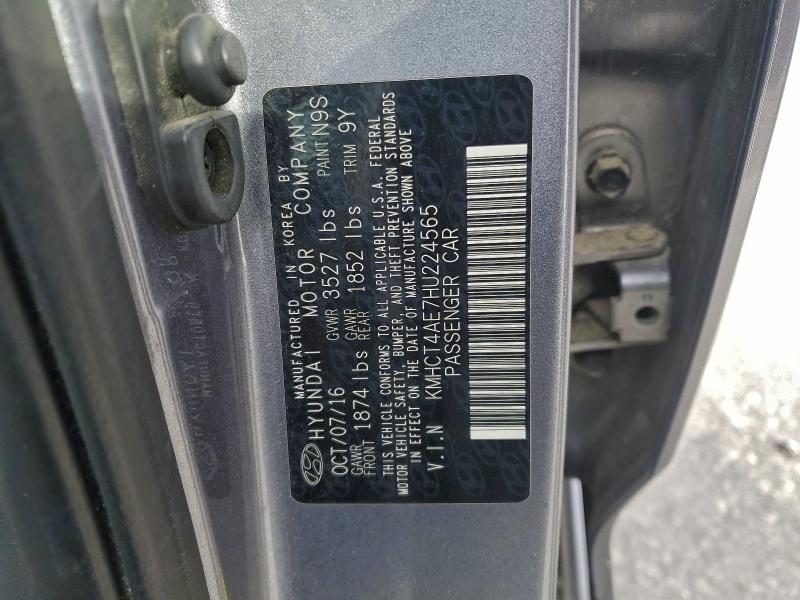 MANUFACTURED IN KOREA BY
HYUNDAI MOTOR COMPANY
OCT/07/16 GVWR 3527 lbs PAINT N9S
GAWR FRONT 1874 lbs GAWR REAR 1852 lbs TRIM 9Y
THIS VEHICLE CONFORMS TO ALL APPLICABLE U.S.A. FEDERAL
MOTOR VEHICLE SAFETY, BUMPER, AND THEFT PREVENTION STANDARDS
IN EFFECT ON THE DATE OF MANUFACTURE SHOWN ABOVE
V.I.N KMHCT4AE7HU224565
PASSENGER CAR